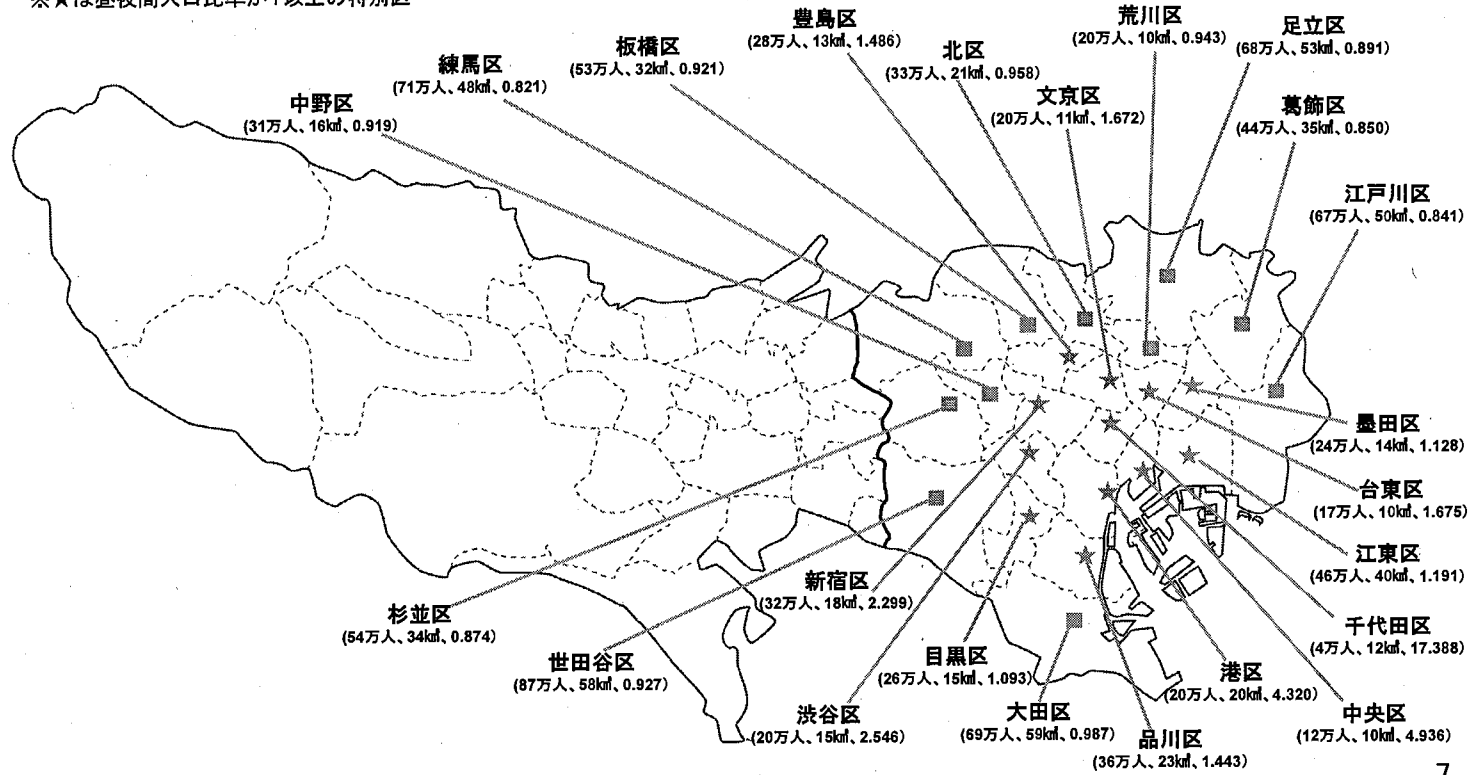 ※★は昼夜間人口比率が1以上の特別区
豊島区
(28万人、13k㎡、1.486)
荒川区
(20万人、10k㎡、0.943)
足立区
(68万人、53k㎡、0.891)
板橋区
(53万人、32k㎡、0.921)
北区
(33万人、21k㎡、0.958)
練馬区
(71万人、48k㎡、0.821)
文京区
(20万人、11k㎡、1.672)
葛飾区
(44万人、35k㎡、0.850)
中野区
(31万人、16k㎡、0.919)
江戸川区
(67万人、50k㎡、0.841)
墨田区
(24万人、14k㎡、1.128)
台東区
(17万人、10k㎡、1.675)
江東区
(46万人、40k㎡、1.191)
新宿区
(32万人、18k㎡、2.299)
杉並区
(54万人、34k㎡、0.874)
千代田区
(4万人、12k㎡、17.388)
世田谷区
(87万人、58k㎡、0.927)
目黒区
(26万人、15k㎡、1.093)
港区
(20万人、20k㎡、4.320)
渋谷区
(20万人、15k㎡、2.546)
大田区
(69万人、59k㎡、0.987)
中央区
(12万人、10k㎡、4.936)
品川区
(36万人、23k㎡、1.443)
7